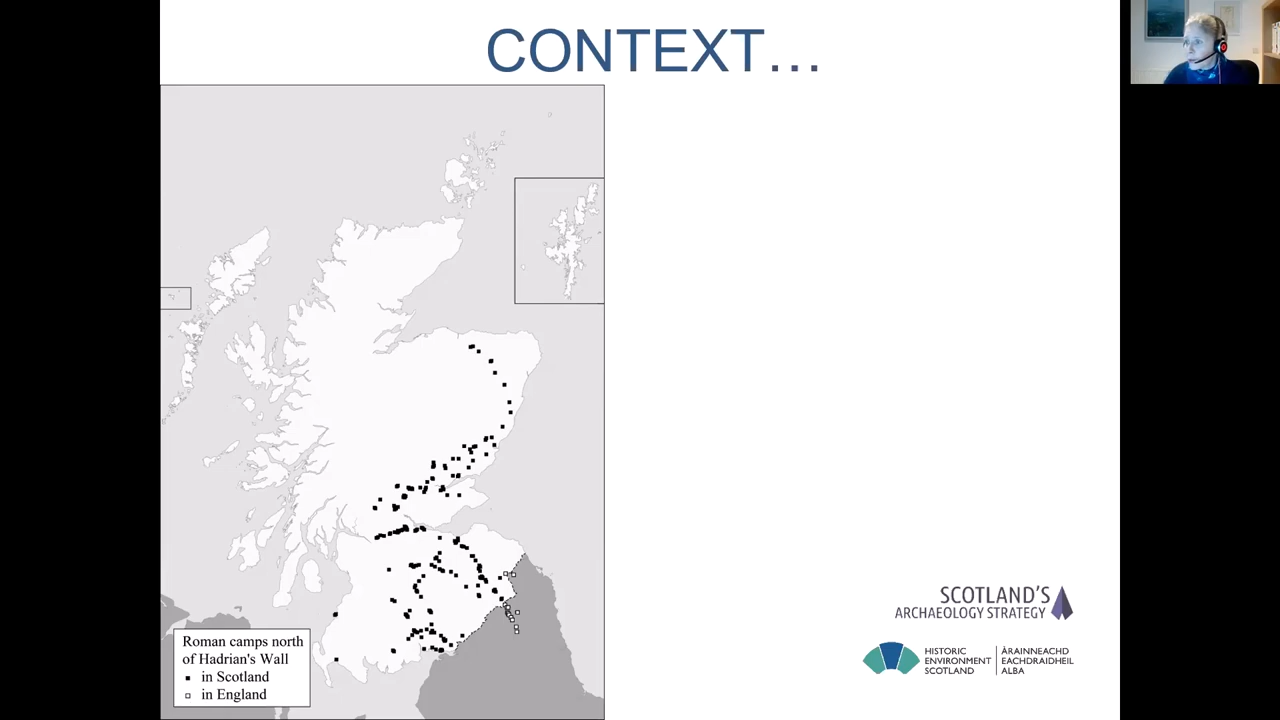 CONTEXT…
Roman camps north
of Hadrian's Wall
in Scotland
in England
SCOTLAND'S
ARCHAEOLOGY STRATEGY
HISTORIC
ENVIRONMENT
SCOTLAND
ÀRAINNEACHD
EACHDRAIDHEIL
ALBA